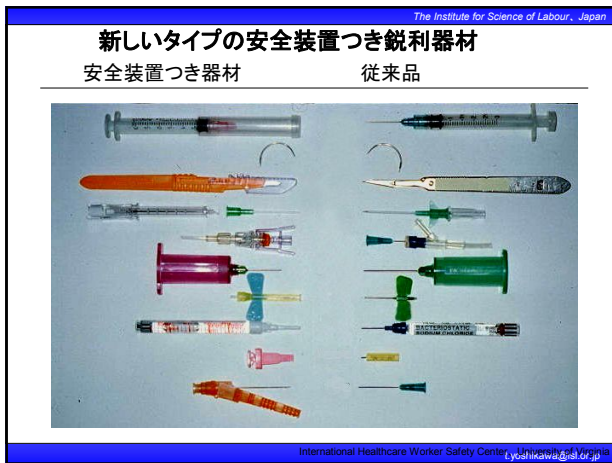 The Institute for Science of Labour、Japan
新しいタイプの安全装置つき鋭利器材
安全装置つき器材 従来品
BACTERIOSTATIC
SODIUM CHLORIDE
International Healthcare Worker Safety Center、University of Virginia
t.yoshikawa@isl.or.jp